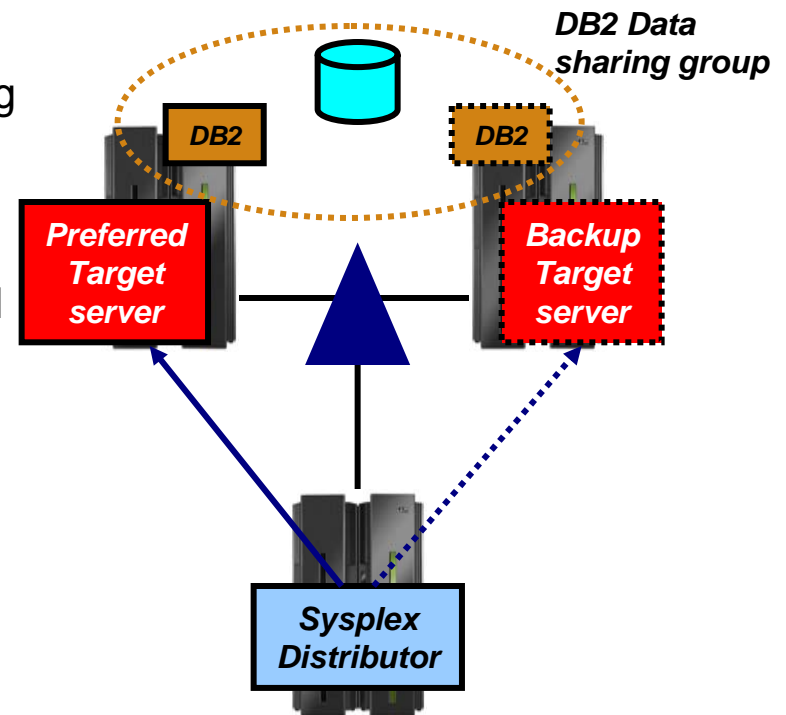 DB2 Data
sharing group
g
DB2
DB2
Preferred
Target
server
Backup
Target
server
Sysplex
Distributor